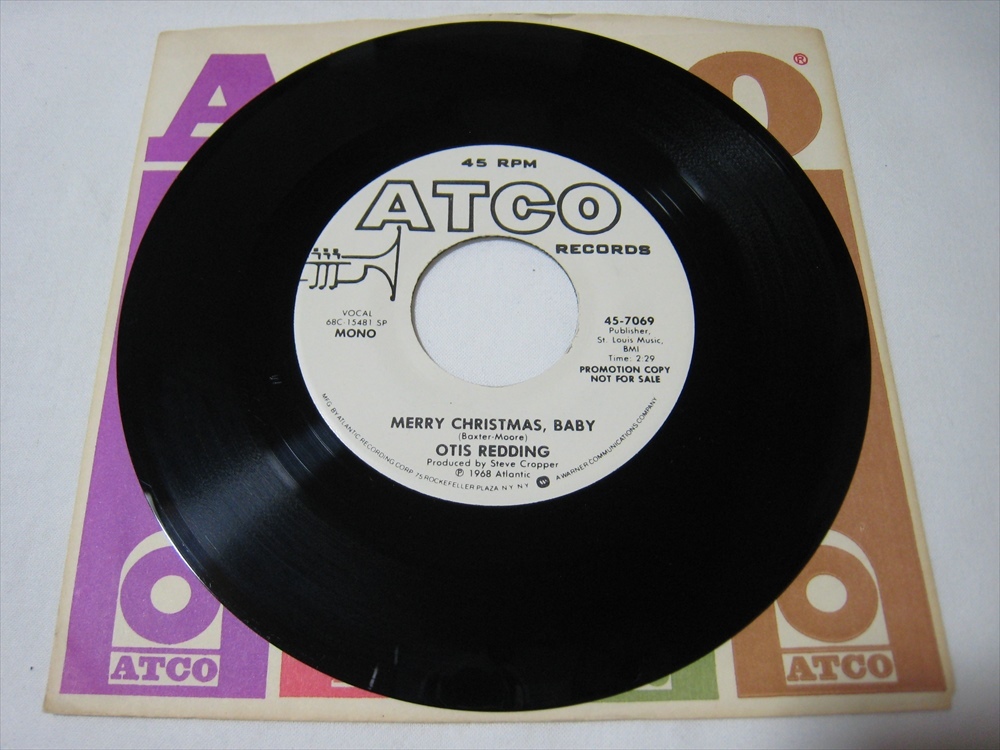 A
O®
45 RPM
ATCO
RECORDS
VOCAL
68C-15481 SP
MONO
45-7069
Publisher,
St. Louis Music,
BMI
Time: 2:29
PROMOTION COPY
NOT FOR SALE
MERRY CHRISTMAS, BABY
(Baxter-Moore)
OTIS REDDING
Produced by Steve Cropper
℗ 1968 Atlantic
MFG BY ATLANTIC RECORDING CORP 75 ROCKEFELLER PLAZA N Y N Y W A WARNER COMMUNICATIONS COMPANY
ATCO
ATCO